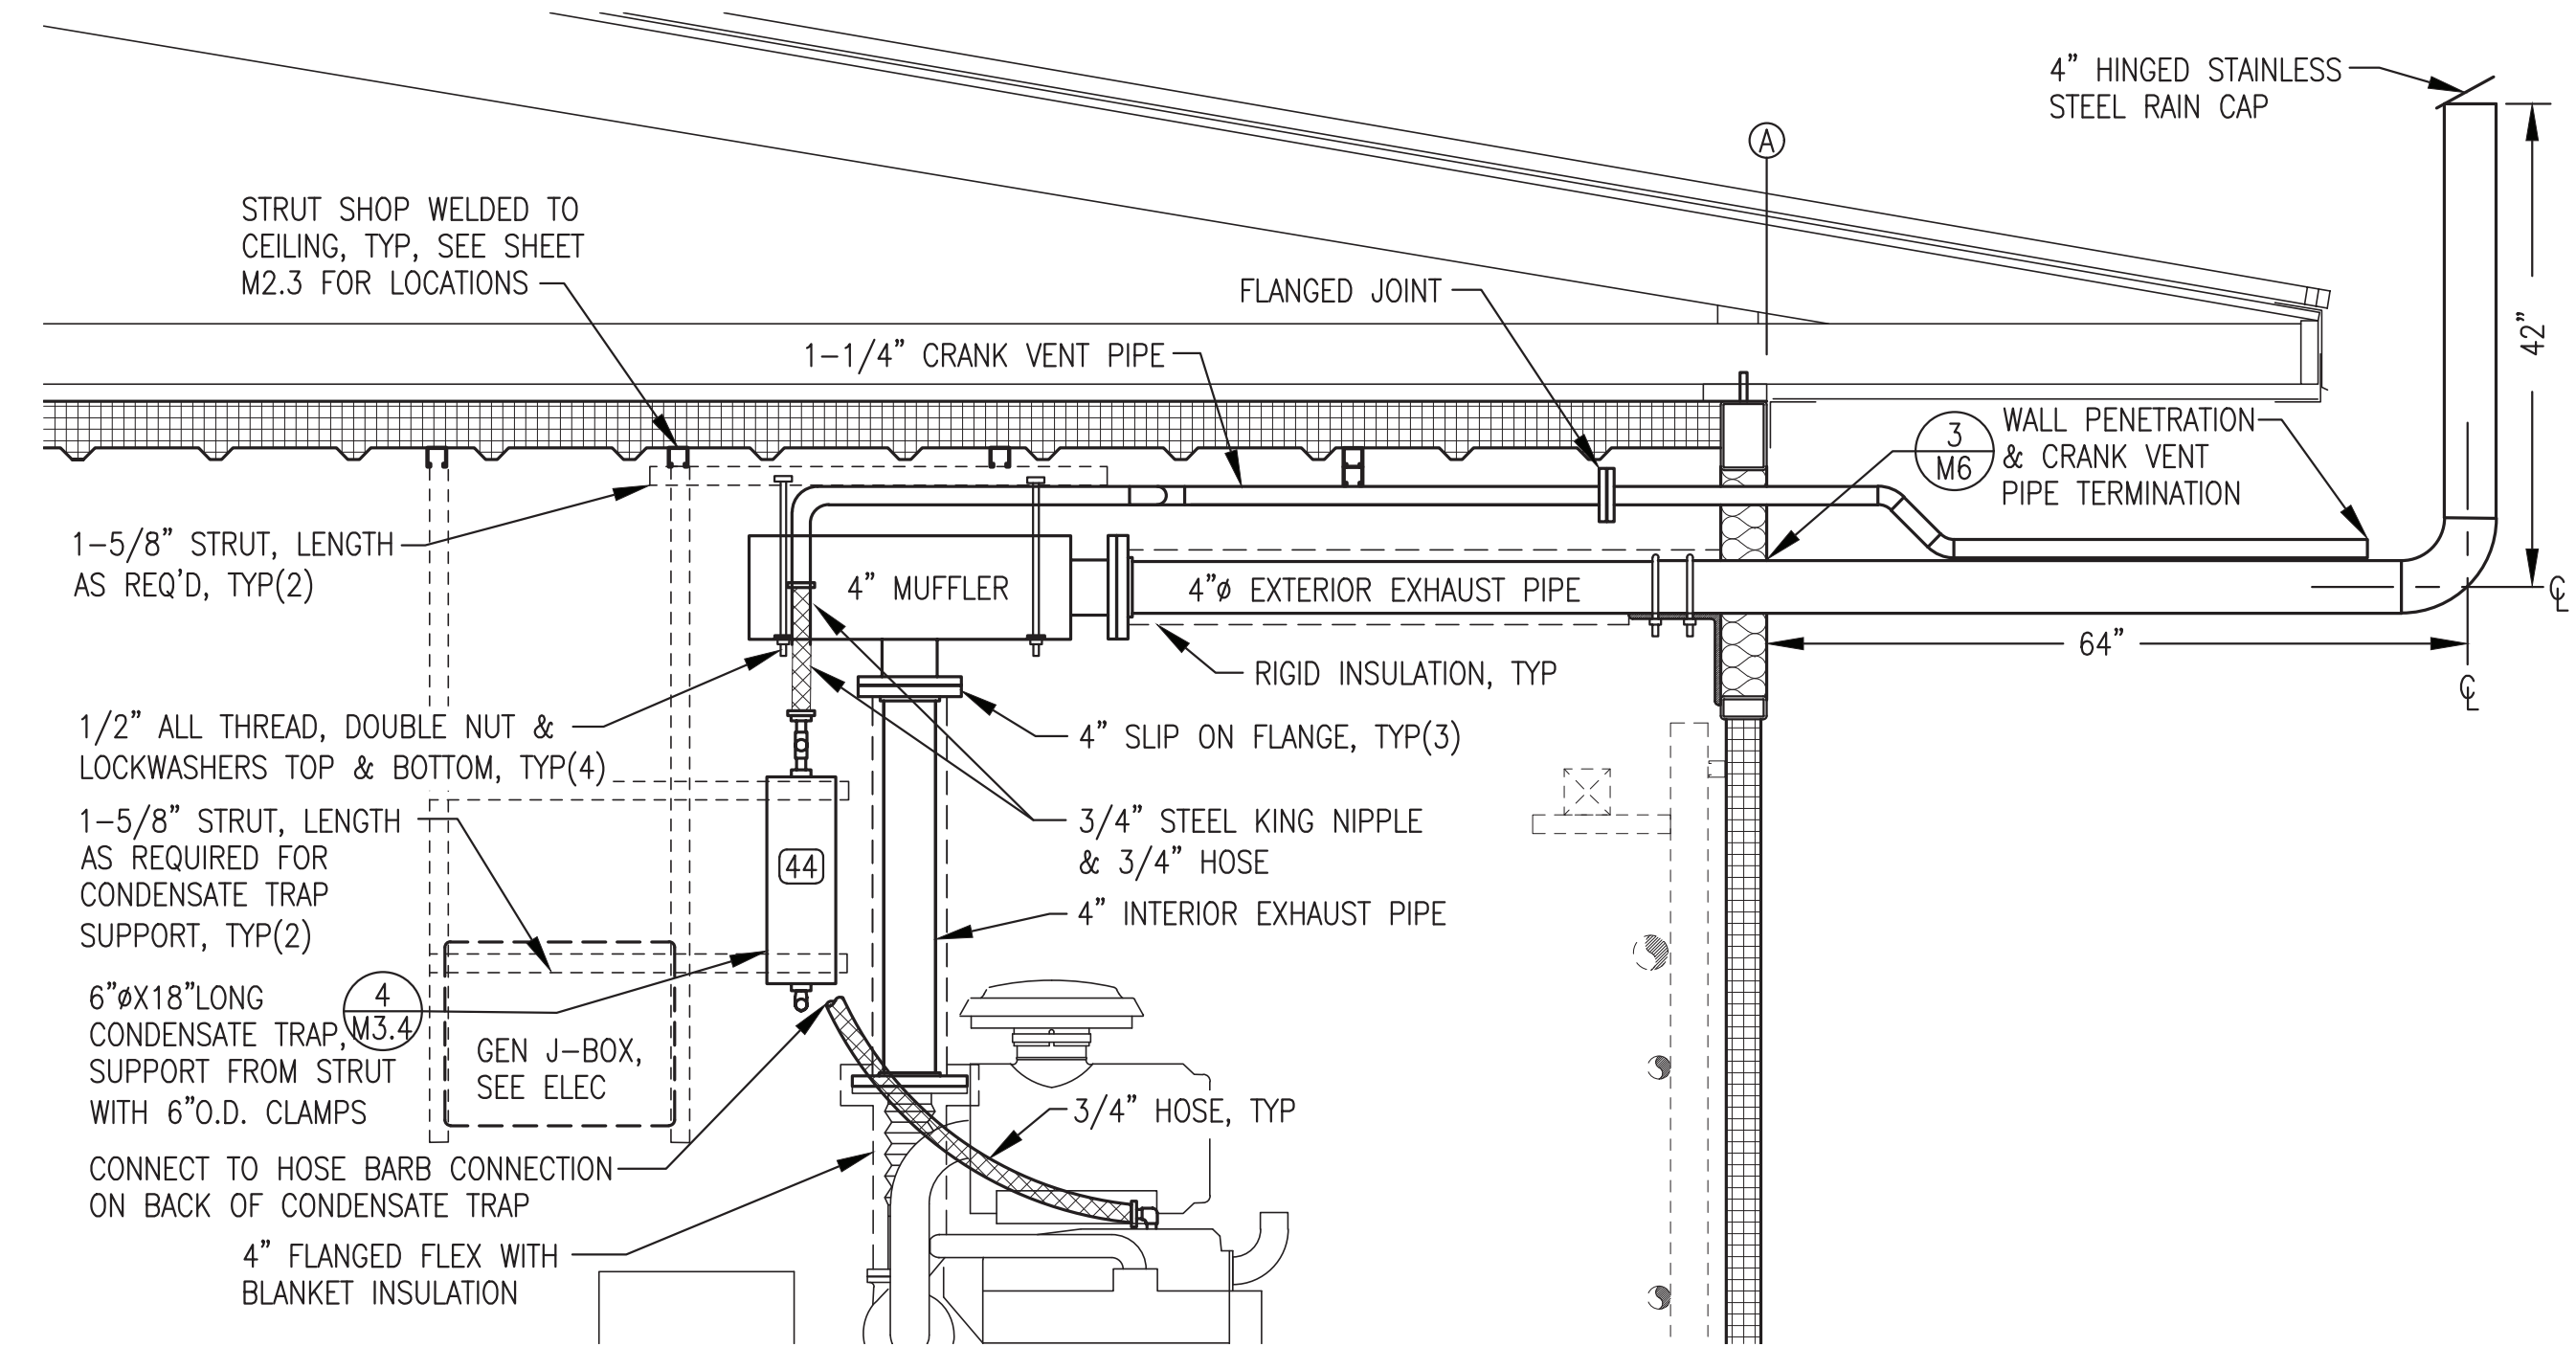 4” HINGED STAINLESS
STEEL RAIN CAP
A
42”
STRUT SHOP WELDED TO
CEILING, TYP, SEE SHEET
M2.3 FOR LOCATIONS
FLANGED JOINT
1-1/4” CRANK VENT PIPE
3
M6
WALL PENETRATION
& CRANK VENT
PIPE TERMINATION
1-5/8” STRUT, LENGTH
AS REQ'D, TYP(2)
4” MUFFLER
4”ø EXTERIOR EXHAUST PIPE
℄
64”
℄
RIGID INSULATION, TYP
1/2” ALL THREAD, DOUBLE NUT &
LOCKWASHERS TOP & BOTTOM, TYP(4)
4” SLIP ON FLANGE, TYP(3)
1-5/8” STRUT, LENGTH
AS REQUIRED FOR
CONDENSATE TRAP
SUPPORT, TYP(2)
44
3/4” STEEL KING NIPPLE
& 3/4” HOSE
4” INTERIOR EXHAUST PIPE
6”øX18”LONG
CONDENSATE TRAP,
SUPPORT FROM STRUT
WITH 6”O.D. CLAMPS
4
M3.4
GEN J-BOX,
SEE ELEC
3/4” HOSE, TYP
CONNECT TO HOSE BARB CONNECTION
ON BACK OF CONDENSATE TRAP
4” FLANGED FLEX WITH
BLANKET INSULATION